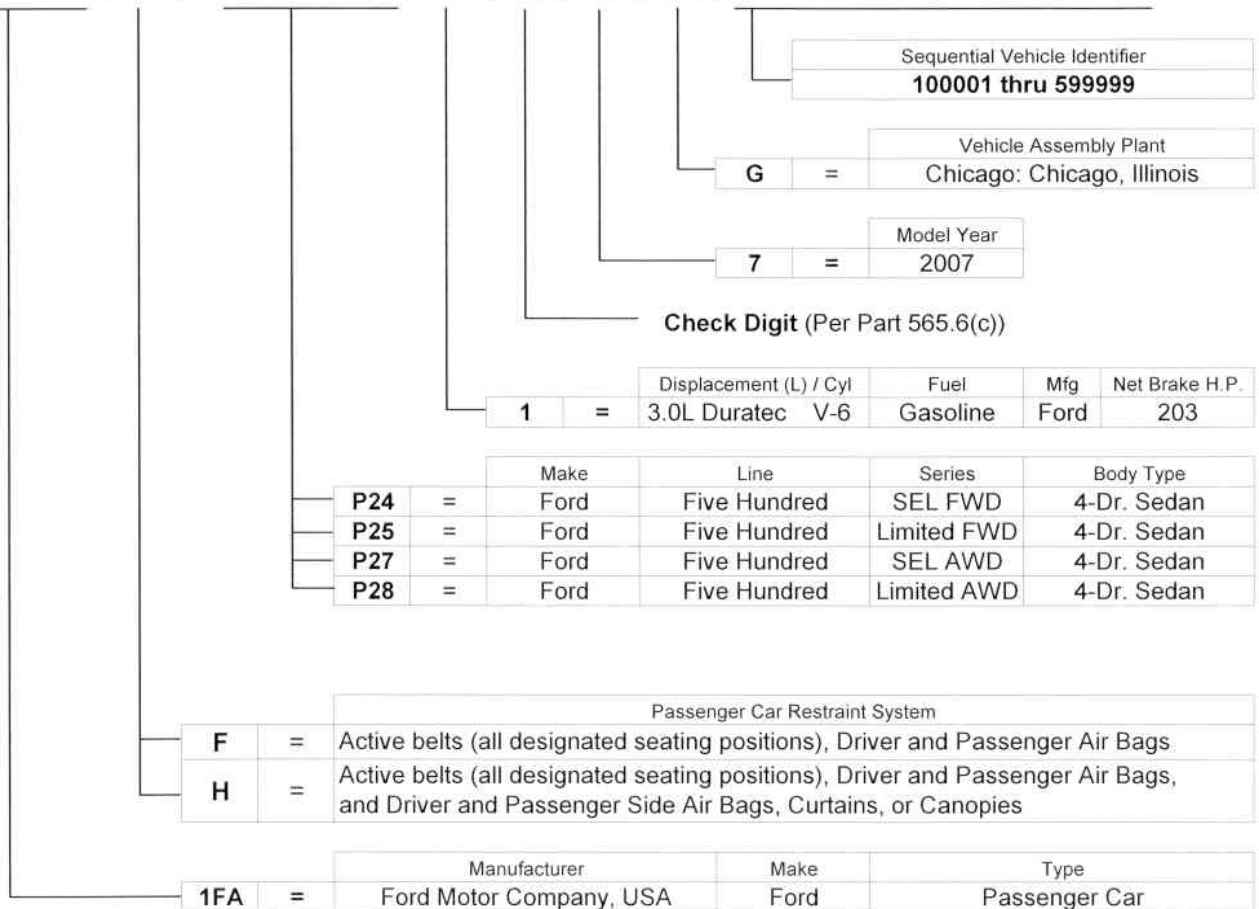 Sequential Vehicle Identifier
100001 thru 599999
Vehicle Assembly Plant
G = Chicago: Chicago, Illinois
Model Year
7 = 2007
Check Digit (Per Part 565.6(c))
Displacement (L) / Cyl Fuel Mfg Net Brake H.P.
1 = 3.0L Duratec V-6 Gasoline Ford 203
Make Line Series Body Type
P24 = Ford Five Hundred SEL FWD 4-Dr. Sedan
P25 = Ford Five Hundred Limited FWD 4-Dr. Sedan
P27 = Ford Five Hundred SEL AWD 4-Dr. Sedan
P28 = Ford Five Hundred Limited AWD 4-Dr. Sedan
Passenger Car Restraint System
F = Active belts (all designated seating positions), Driver and Passenger Air Bags
H = Active belts (all designated seating positions), Driver and Passenger Air Bags,
and Driver and Passenger Side Air Bags, Curtains, or Canopies
Manufacturer Make Type
1FA = Ford Motor Company, USA Ford Passenger Car